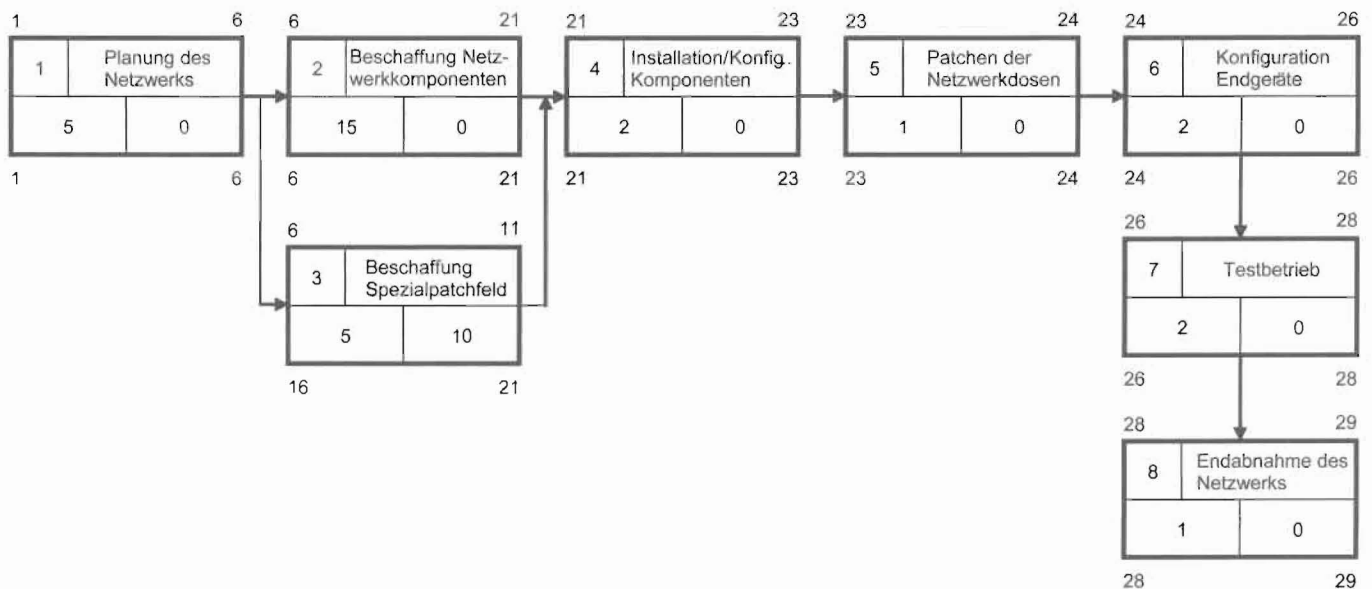 1 6
1 Planung des
Netzwerks
5 0
1 6
6 21
2 Beschaffung Netz-
werkkomponenten
15 0
6 21
21 23
4 Installation/Konfig..
Komponenten
2 0
21 23
23 24
5 Patchen der
Netzwerkdosen
1 0
23 24
24 26
6 Konfiguration
Endgeräte
2 0
24 26
6 11
3 Beschaffung
Spezialpatchfeld
5 10
16 21
26 28
7 Testbetrieb
2 0
26 28
28 29
8 Endabnahme des
Netzwerks
1 0
28 29